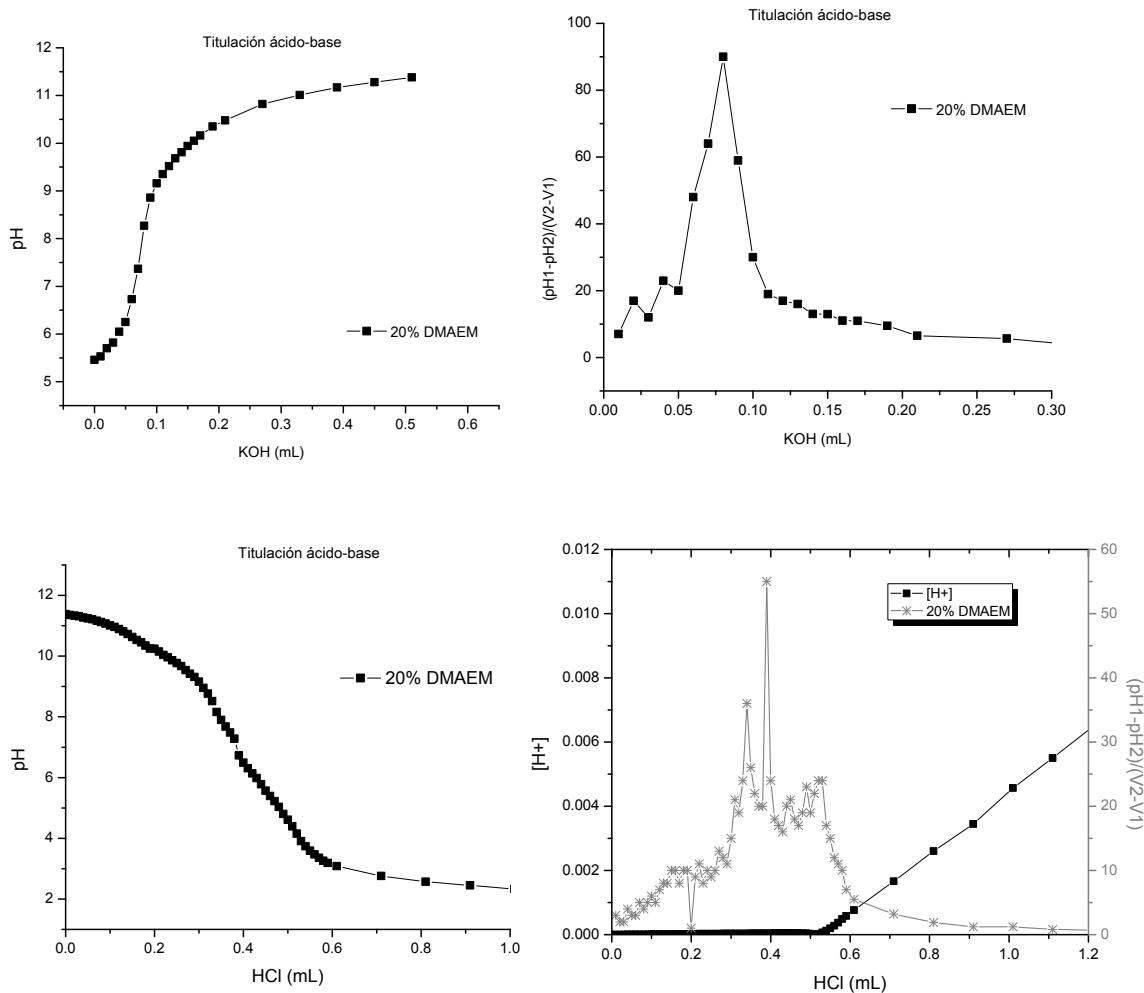 Titulación ácido-base
12
11
10
9
8
7
6
5
pH
20% DMAEM
0.0 0.1 0.2 0.3 0.4 0.5 0.6
KOH (mL)
Titulación ácido-base
100
80
60
40
20
0
(pH1-pH2)/(V2-V1)
20% DMAEM
0.00 0.05 0.10 0.15 0.20 0.25 0.30
KOH (mL)
Titulación ácido-base
12
10
8
6
4
2
pH
20% DMAEM
0.0 0.2 0.4 0.6 0.8 1.0
HCl (mL)
0.012
0.010
0.008
0.006
0.004
0.002
0.000
[H+]
[H+]
20% DMAEM
60
50
40
30
20
10
0
(pH1-pH2)/(V2-V1)
0.0 0.2 0.4 0.6 0.8 1.0 1.2
HCl (mL)